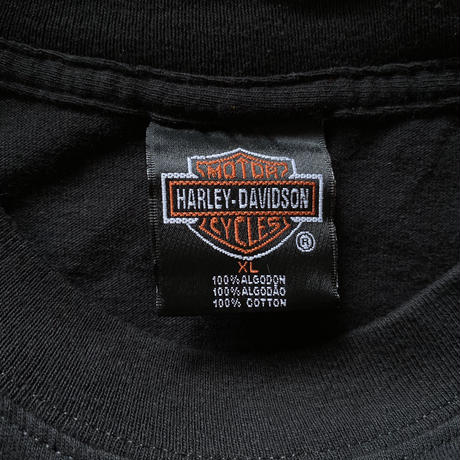 MOTOR
HARLEY-DAVIDSON
CYCLES
®
XL
100% ALGODON
100% ALGODÃO
100% COTTON